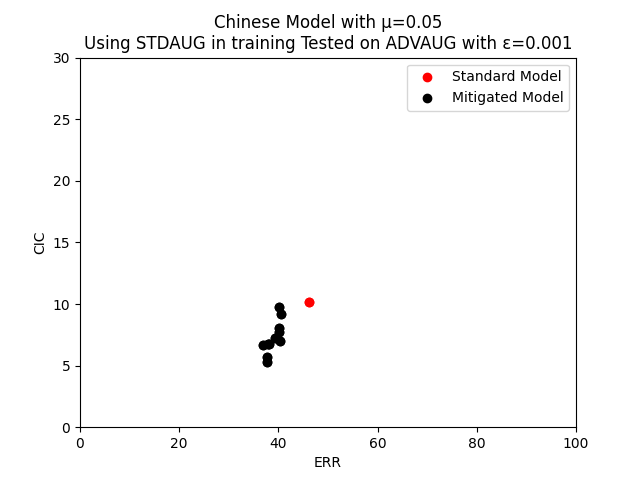 Chinese Model with μ=0.05
Using STDAUG in training Tested on ADVAUG with ε=0.001
Standard Model
Mitigated Model
30
25
20
15
10
5
0
CIC
0 20 40 60 80 100
ERR